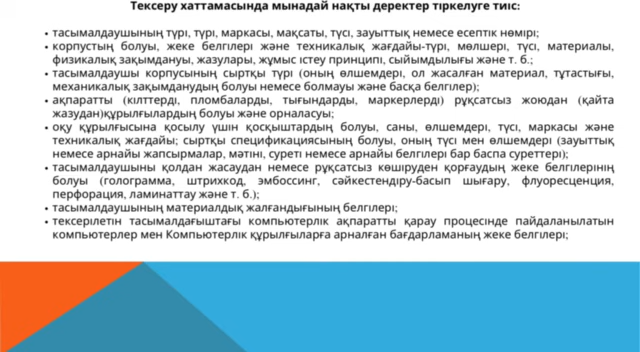 Тексеру хаттамасында мынадай нақты деректер тіркелуге тиіс:
• тасымалдаушының түрі, түрі, маркасы, мақсаты, түсі, зауыттық немесе есептік нөмірі;
• корпустың болуы, жеке белгілері және техникалық жағдайы-түрі, мөлшері, түсі, материалы,
физикалық зақымдануы, жазулары, жұмыс істеу принципі, сыйымдылығы және т. б.;
• тасымалдаушы корпусының сыртқы түрі (оның өлшемдері, ол жасалған материал, тұтастығы,
механикалық зақымданудың болуы немесе болмауы және басқа белгілер);
• ақпаратты (кілттерді, пломбаларды, тығындарды, маркерлерді) рұқсатсыз жоюдан (қайта
жазудан)құрылғылардың болуы және орналасуы;
• оқу құрылғысына қосылу үшін қосқыштардың болуы, саны, өлшемдері, түсі, маркасы және
техникалық жағдайы; сыртқы спецификациясының болуы, оның түсі мен өлшемдері (зауыттық
немесе арнайы жапсырмалар, мәтіні, суреті немесе арнайы белгілері бар баспа суреттері);
• тасымалдаушыны қолдан жасаудан немесе рұқсатсыз көшіруден қорғаудың жеке белгілерінің
болуы (голограмма, штрихкод, эмбоссинг, сәйкестендіру-басып шығару, флуоресценция,
перфорация, ламинаттау және т. б.);
• тасымалдаушының материалдық жалғандығының белгілері;
• тексерілетін тасымалдағыштағы компьютерлік ақпаратты қарау процесінде пайдаланылатын
компьютерлер мен Компьютерлік құрылғыларға арналған бағдарламаның жеке белгілері;